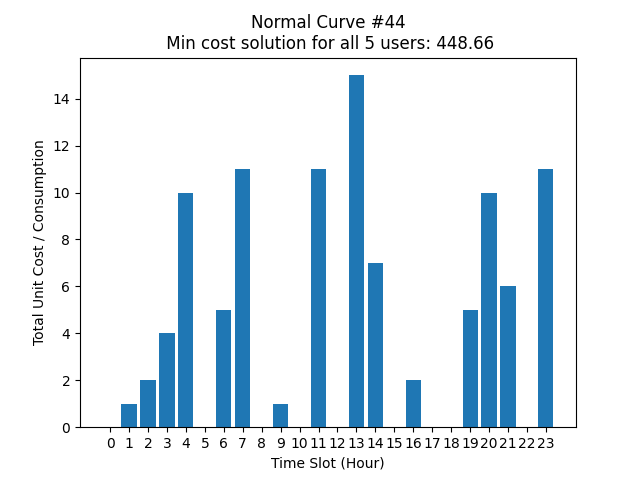 Normal Curve #44
Min cost solution for all 5 users: 448.66
Total Unit Cost / Consumption
14
12
10
8
6
4
2
0
0 1 2 3 4 5 6 7 8 9 10 11 12 13 14 15 16 17 18 19 20 21 22 23
Time Slot (Hour)